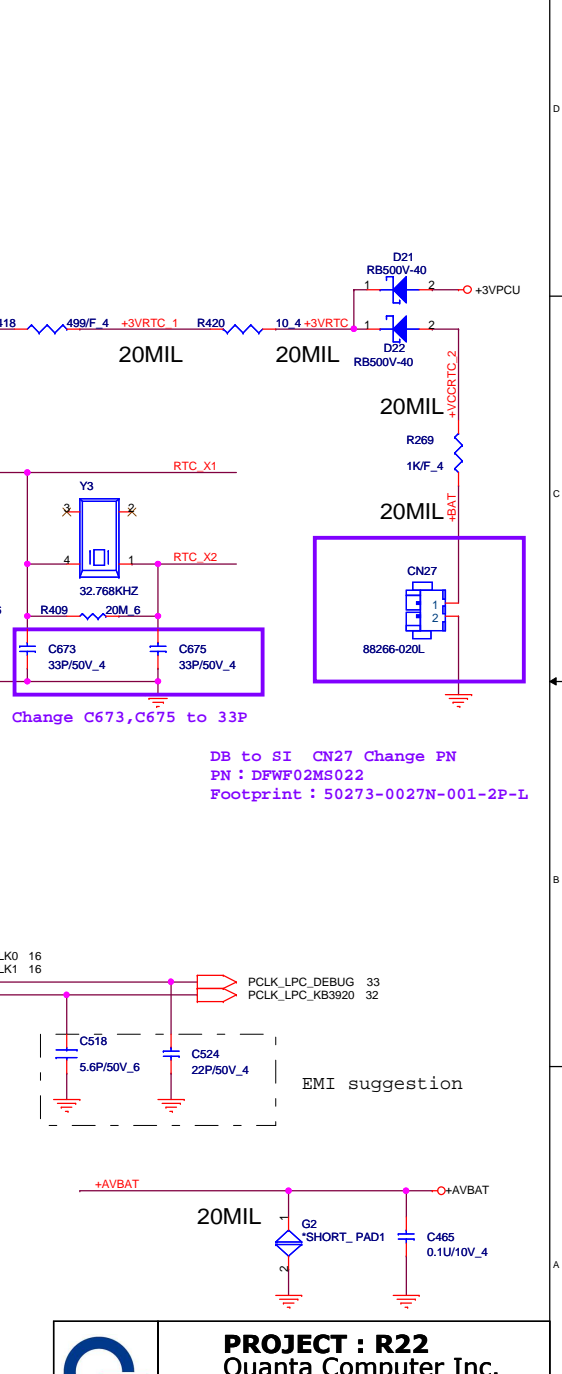 D
D21
RB500V-40
1 2
+3VPCU
418 499/F_4 +3VRTC_1 R420 10_4 +3VRTC 1 2
20MIL 20MIL
D22
RB500V-40
+VCCRTC_2
20MIL
R269
1K/F_4
RTC_X1
Y3
C
3 2
20MIL
+BAT
4 1
RTC_X2
32.768KHZ
CN27
1
2
R409 20M_6
88266-020L
C673
33P/50V_4
C675
33P/50V_4
Change C673,C675 to 33P
DB to SI CN27 Change PN
PN：DFWF02MS022
Footprint：50273-0027N-001-2P-L
B
LK0 16
LK1 16
PCLK_LPC_DEBUG 33
PCLK_LPC_KB3920 32
C518
5.6P/50V_6
C524
22P/50V_4
EMI suggestion
+AVBAT
+AVBAT
20MIL
1
G2
*SHORT_ PAD1
2
C465
0.1U/10V_4
A
PROJECT : R22
Quanta Computer Inc.